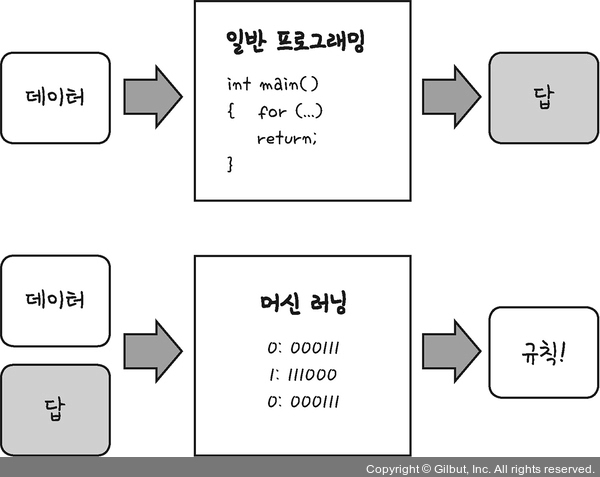 일반 프로그래밍
데이터
int main()
{ for (...)
return;
}
답
데이터
답
머신 러닝
0: 000111
1: 111000
0: 000111
규칙!
Copyright © Gilbut, Inc. All rights reserved.